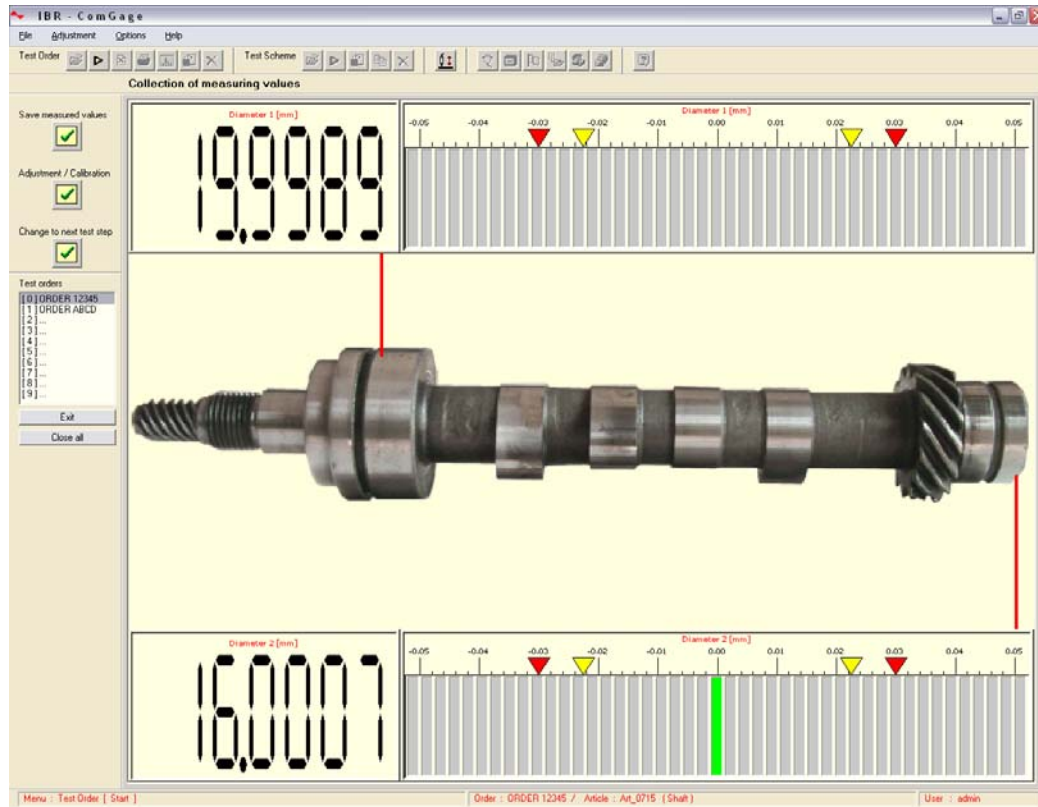 IBR - ComGage
File Adjustment Options Help
Test Order Test Scheme
Collection of measuring values
Save measured values
Adjustment / Calibration
Change to next test step
Test orders
[ 0 ] ORDER 12345
[ 1 ] ORDER ABCD
[ 2 ] ...
[ 3 ] ...
[ 4 ] ...
[ 5 ] ...
[ 6 ] ...
[ 7 ] ...
[ 8 ] ...
[ 9 ] ...
Exit
Close all
Diameter 1 [mm]
19.9989
Diameter 1 [mm]
-0.05 -0.04 -0.03 -0.02 -0.01 0.00 0.01 0.02 0.03 0.04 0.05
Diameter 2 [mm]
16.0007
Diameter 2 [mm]
-0.05 -0.04 -0.03 -0.02 -0.01 0.00 0.01 0.02 0.03 0.04 0.05
Menu : Test Order [ Start ] Order : ORDER 12345 / Article : Art_0715 ( Shaft ) User : admin